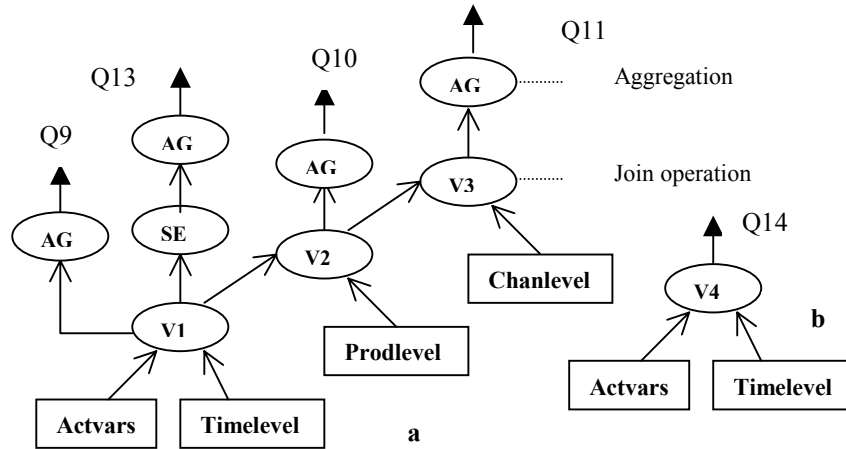 Q11
Q10
Q13
AG
Aggregation
Q9
AG
AG
V3
Join operation
AG
SE
V2
Q14
Chanlevel
V4
V1
Prodlevel
b
Actvars
Timelevel
Actvars
Timelevel
a